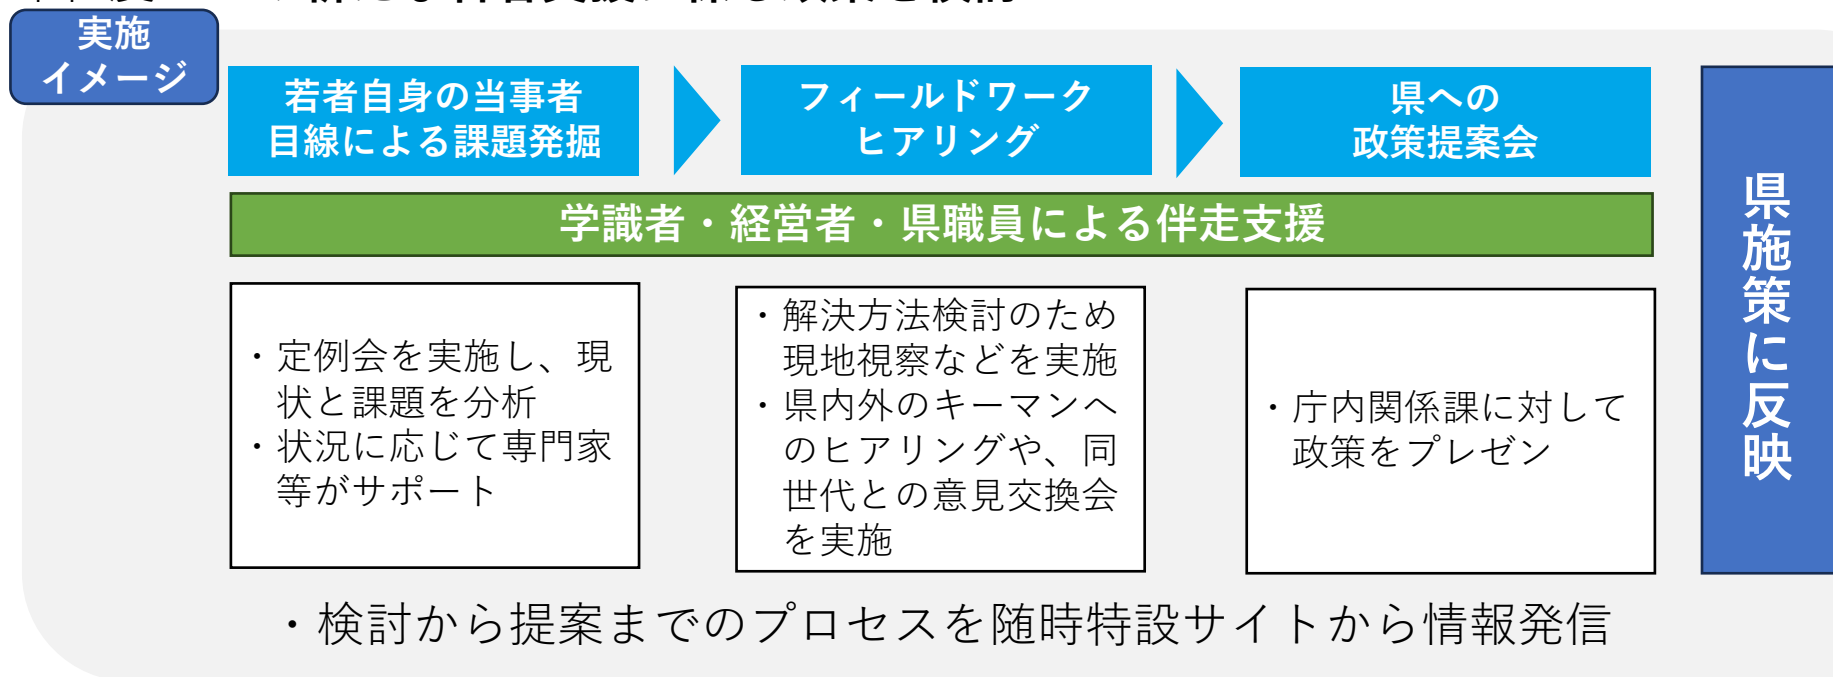 実施
イメージ
若者自身の当事者
目線による課題発掘
フィールドワーク
ヒアリング
県への
政策提案会
学識者・経営者・県職員による伴走支援
・定例会を実施し、現
状と課題を分析
・状況に応じて専門家
等がサポート
・解決方法検討のため
現地視察などを実施
・県内外のキーマンへ
のヒアリングや、同
世代との意見交換会
を実施
・庁内関係課に対して
政策をプレゼン
県施策に反映
・検討から提案までのプロセスを随時特設サイトから情報発信